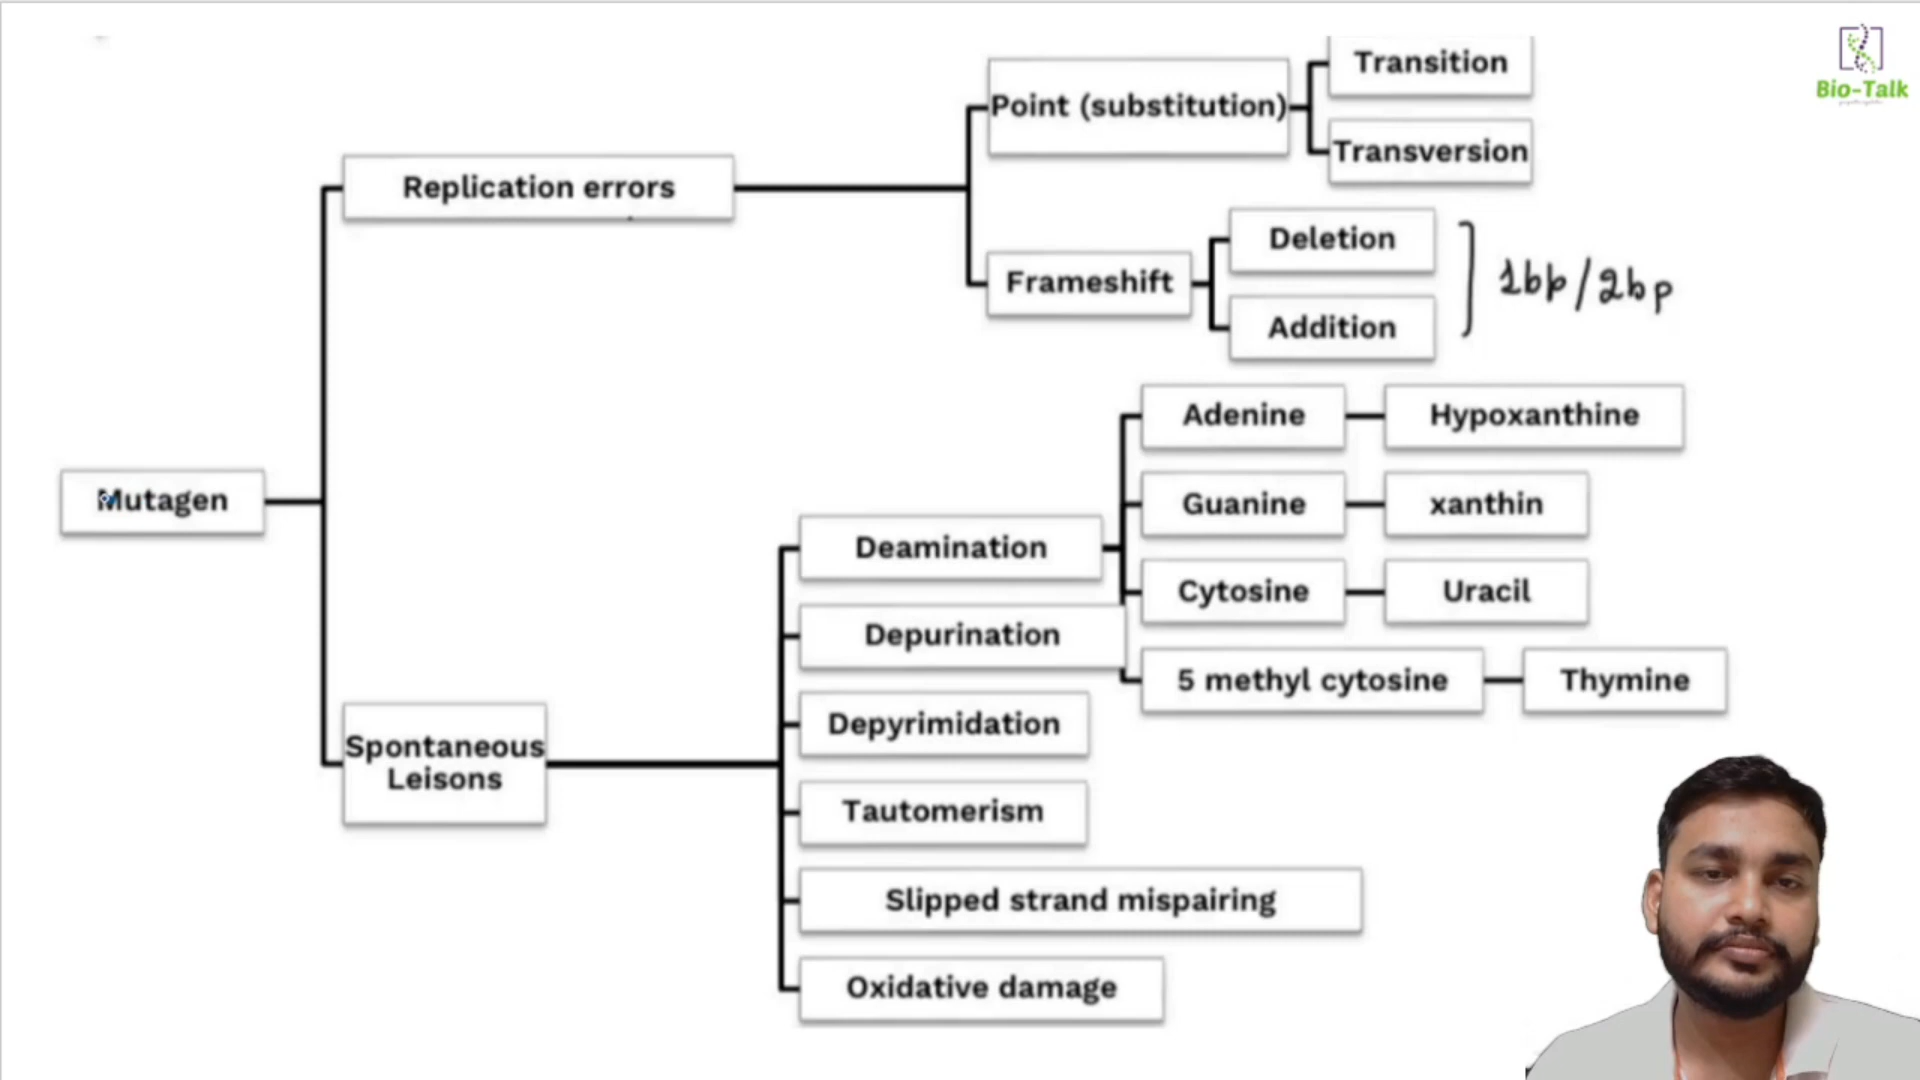 Transition
Bio-Talk
Point (substitution)
Transversion
Replication errors
Deletion
Frameshift
1bp/2bp
Addition
Adenine
Hypoxanthine
Mutagen
Guanine
xanthin
Deamination
Cytosine
Uracil
Depurination
5 methyl cytosine
Thymine
Depyrimidation
Spontaneous
Leisons
Tautomerism
Slipped strand mispairing
Oxidative damage